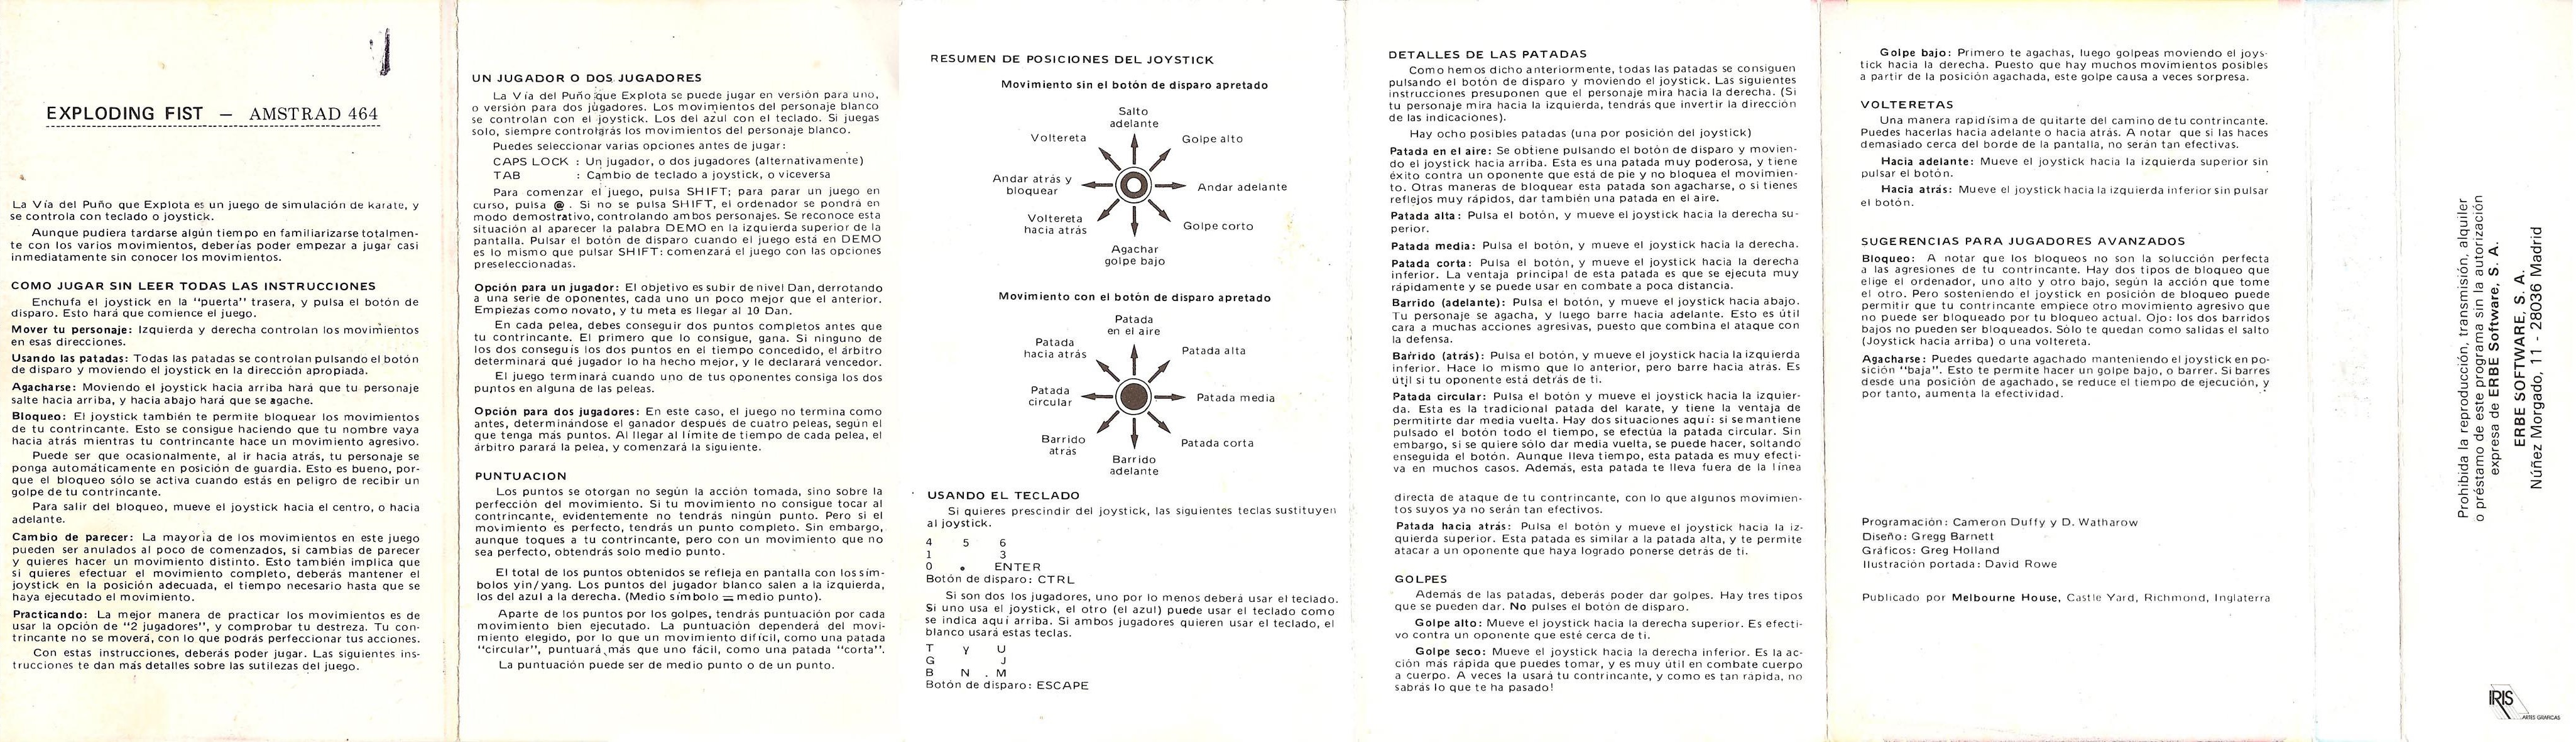 EXPLODING FIST — AMSTRAD 464
La Vía del Puño que Explota es un juego de simulación de karate, y
se controla con teclado o joystick.
Aunque pudiera tardarse algún tiempo en familiarizarse totalmen-
te con los varios movimientos, deberías poder empezar a jugar casi
inmediatamente sin conocer los movimientos.
COMO JUGAR SIN LEER TODAS LAS INSTRUCCIONES
Enchufa el joystick en la "puerta" trasera, y pulsa el botón de
disparo. Esto hará que comience el juego.
Mover tu personaje: Izquierda y derecha controlan los movimientos
en esas direcciones.
Usando las patadas: Todas las patadas se controlan pulsando el botón
de disparo y moviendo el joystick en la dirección apropiada.
Agacharse: Moviendo el joystick hacia arriba hará que tu personaje
salte hacia arriba, y hacia abajo hará que se agache.
Bloqueo: El joystick también te permite bloquear los movimientos
de tu contrincante. Esto se consigue haciendo que tu nombre vaya
hacia atrás mientras tu contrincante hace un movimiento agresivo.
Puede ser que ocasionalmente, al ir hacia atrás, tu personaje se
ponga automáticamente en posición de guardia. Esto es bueno, por-
que el bloqueo sólo se activa cuando estás en peligro de recibir un
golpe de tu contrincante.
Para salir del bloqueo, mueve el joystick hacia el centro, o hacia
adelante.
Cambio de parecer: La mayoría de los movimientos en este juego
pueden ser anulados al poco de comenzados, si cambias de parecer
y quieres hacer un movimiento distinto. Esto también implica que
si quieres efectuar el movimiento completo, deberás mantener el
joystick en la posición adecuada, el tiempo necesario hasta que se
haya ejecutado el movimiento.
Practicando: La mejor manera de practicar los movimientos es de
usar la opción de "2 jugadores", y comprobar tu destreza. Tu con-
trincante no se moverá, con lo que podrás perfeccionar tus acciones.
Con estas instrucciones, deberás poder jugar. Las siguientes ins-
trucciones te dan más detalles sobre las sutilezas del juego.
UN JUGADOR O DOS JUGADORES
La Vía del Puño que Explota se puede jugar en versión para uno,
o versión para dos jugadores. Los movimientos del personaje blanco
se controlan con el joystick. Los del azul con el teclado. Si juegas
solo, siempre controlarás los movimientos del personaje blanco.
Puedes seleccionar varias opciones antes de jugar:
CAPS LOCK : Un jugador, o dos jugadores (alternativamente)
TAB : Cambio de teclado a joystick, o viceversa
Para comenzar el juego, pulsa SHIFT; para parar un juego en
curso, pulsa @ . Si no se pulsa SHIFT, el ordenador se pondrá en
modo demostrativo, controlando ambos personajes. Se reconoce esta
situación al aparecer la palabra DEMO en la izquierda superior de la
pantalla. Pulsar el botón de disparo cuando el juego está en DEMO
es lo mismo que pulsar SHIFT: comenzará el juego con las opciones
preseleccionadas.
Opción para un jugador: El objetivo es subir de nivel Dan, derrotando
a una serie de oponentes, cada uno un poco mejor que el anterior.
Empiezas como novato, y tu meta es llegar al 10 Dan.
En cada pelea, debes conseguir dos puntos completos antes que
tu contrincante. El primero que lo consigue, gana. Si ninguno de
los dos conseguís los dos puntos en el tiempo concedido, el árbitro
determinará qué jugador lo ha hecho mejor, y le declarará vencedor.
El juego terminará cuando uno de tus oponentes consiga los dos
puntos en alguna de las peleas.
Opción para dos jugadores: En este caso, el juego no termina como
antes, determinándose el ganador después de cuatro peleas, según el
que tenga más puntos. Al llegar al límite de tiempo de cada pelea, el
árbitro parará la pelea, y comenzará la siguiente.
PUNTUACION
Los puntos se otorgan no según la acción tomada, sino sobre la
perfección del movimiento. Si tu movimiento no consigue tocar al
contrincante, evidentemente no tendrás ningún punto. Pero si el
movimiento es perfecto, tendrás un punto completo. Sin embargo,
aunque toques a tu contrincante, pero con un movimiento que no
sea perfecto, obtendrás solo medio punto.
El total de los puntos obtenidos se refleja en pantalla con los sím-
bolos yin/yang. Los puntos del jugador blanco salen a la izquierda,
los del azul a la derecha. (Medio símbolo = medio punto).
Aparte de los puntos por los golpes, tendrás puntuación por cada
movimiento bien ejecutado. La puntuación dependerá del movi-
miento elegido, por lo que un movimiento difícil, como una patada
"circular", puntuará más que uno fácil, como una patada "corta".
La puntuación puede ser de medio punto o de un punto.
RESUMEN DE POSICIONES DEL JOYSTICK
Movimiento sin el botón de disparo apretado
Salto
adelante
Voltereta
Golpe alto
Andar atrás y
bloquear
Andar adelante
Voltereta
hacia atrás
Golpe corto
Agachar
golpe bajo
Movimiento con el botón de disparo apretado
Patada
en el aire
Patada
hacia atrás
Patada alta
Patada
circular
Patada media
Barrido
atrás
Patada corta
Barrido
adelante
USANDO EL TECLADO
Si quieres prescindir del joystick, las siguientes teclas sustituyen
al joystick.
4 5 6
1 3
0 . ENTER
Botón de disparo: CTRL
Si son dos los jugadores, uno por lo menos deberá usar el teclado.
Si uno usa el joystick, el otro (el azul) puede usar el teclado como
se indica aquí arriba. Si ambos jugadores quieren usar el teclado, el
blanco usará estas teclas.
T Y U
G J
B N . M
Botón de disparo: ESCAPE
DETALLES DE LAS PATADAS
Como hemos dicho anteriormente, todas las patadas se consiguen
pulsando el botón de disparo y moviendo el joystick. Las siguientes
instrucciones presuponen que el personaje mira hacia la derecha. (Si
tu personaje mira hacia la izquierda, tendrás que invertir la dirección
de las indicaciones).
Hay ocho posibles patadas (una por posición del joystick)
Patada en el aire: Se obtiene pulsando el botón de disparo y movien-
do el joystick hacia arriba. Esta es una patada muy poderosa, y tiene
éxito contra un oponente que está de pie y no bloquea el movimien-
to. Otras maneras de bloquear esta patada son agacharse, o si tienes
reflejos muy rápidos, dar también una patada en el aire.
Patada alta: Pulsa el botón, y mueve el joystick hacia la derecha su-
perior.
Patada media: Pulsa el botón, y mueve el joystick hacia la derecha.
Patada corta: Pulsa el botón, y mueve el joystick hacia la derecha
inferior. La ventaja principal de esta patada es que se ejecuta muy
rápidamente y se puede usar en combate a poca distancia.
Barrido (adelante): Pulsa el botón, y mueve el joystick hacia abajo.
Tu personaje se agacha, y luego barre hacia adelante. Esto es útil
cara a muchas acciones agresivas, puesto que combina el ataque con
la defensa.
Barrido (atrás): Pulsa el botón, y mueve el joystick hacia la izquierda
inferior. Hace lo mismo que lo anterior, pero barre hacia atrás. Es
útil si tu oponente está detrás de ti.
Patada circular: Pulsa el botón y mueve el joystick hacia la izquier-
da. Esta es la tradicional patada del karate, y tiene la ventaja de
permitirte dar media vuelta. Hay dos situaciones aquí: si se mantiene
pulsado el botón todo el tiempo, se efectúa la patada circular. Sin
embargo, si se quiere sólo dar media vuelta, se puede hacer, soltando
enseguida el botón. Aunque lleva tiempo, esta patada es muy efecti-
va en muchos casos. Además, esta patada te lleva fuera de la línea
directa de ataque de tu contrincante, con lo que algunos movimien-
tos suyos ya no serán tan efectivos.
Patada hacia atrás: Pulsa el botón y mueve el joystick hacia la iz-
quierda superior. Esta patada es similar a la patada alta, y te permite
atacar a un oponente que haya logrado ponerse detrás de ti.
GOLPES
Además de las patadas, deberás poder dar golpes. Hay tres tipos
que se pueden dar. No pulses el botón de disparo.
Golpe alto: Mueve el joystick hacia la derecha superior. Es efecti-
vo contra un oponente que esté cerca de ti.
Golpe seco: Mueve el joystick hacia la derecha inferior. Es la ac-
ción más rápida que puedes tomar, y es muy útil en combate cuerpo
a cuerpo. A veces la usará tu contrincante, y como es tan rápida, no
sabrás lo que te ha pasado!
Golpe bajo: Primero te agachas, luego golpeas moviendo el joys-
tick hacia la derecha. Puesto que hay muchos movimientos posibles
a partir de la posición agachada, este golpe causa a veces sorpresa.
VOLTERETAS
Una manera rapidísima de quitarte del camino de tu contrincante.
Puedes hacerlas hacia adelante o hacia atrás. A notar que si las haces
demasiado cerca del borde de la pantalla, no serán tan efectivas.
Hacia adelante: Mueve el joystick hacia la izquierda superior sin
pulsar el botón.
Hacia atrás: Mueve el joystick hacia la izquierda inferior sin pulsar
el botón.
SUGERENCIAS PARA JUGADORES AVANZADOS
Bloqueo: A notar que los bloqueos no son la solucción perfecta
a las agresiones de tu contrincante. Hay dos tipos de bloqueo que
elige el ordenador, uno alto y otro bajo, según la acción que tome
el otro. Pero sosteniendo el joystick en posición de bloqueo puede
permitir que tu contrincante empiece otro movimiento agresivo que
no puede ser bloqueado por tu bloqueo actual. Ojo: los dos barridos
bajos no pueden ser bloqueados. Sólo te quedan como salidas el salto
(Joystick hacia arriba) o una voltereta.
Agacharse: Puedes quedarte agachado manteniendo el joystick en po-
sición "baja". Esto te permite hacer un golpe bajo, o barrer. Si barres
desde una posición de agachado, se reduce el tiempo de ejecución, y
por tanto, aumenta la efectividad.
Programación: Cameron Duffy y D. Watharow
Diseño: Gregg Barnett
Gráficos: Greg Holland
Ilustración portada: David Rowe
Publicado por Melbourne House, Castle Yard, Richmond, Inglaterra
Prohibida la reproducción, transmisión, alquiler
o préstamo de este programa sin la autorización
expresa de ERBE Software, S. A.
ERBE SOFTWARE, S. A.
Núñez Morgado, 11 - 28036 Madrid
IRIS
ARTES GRAFICAS